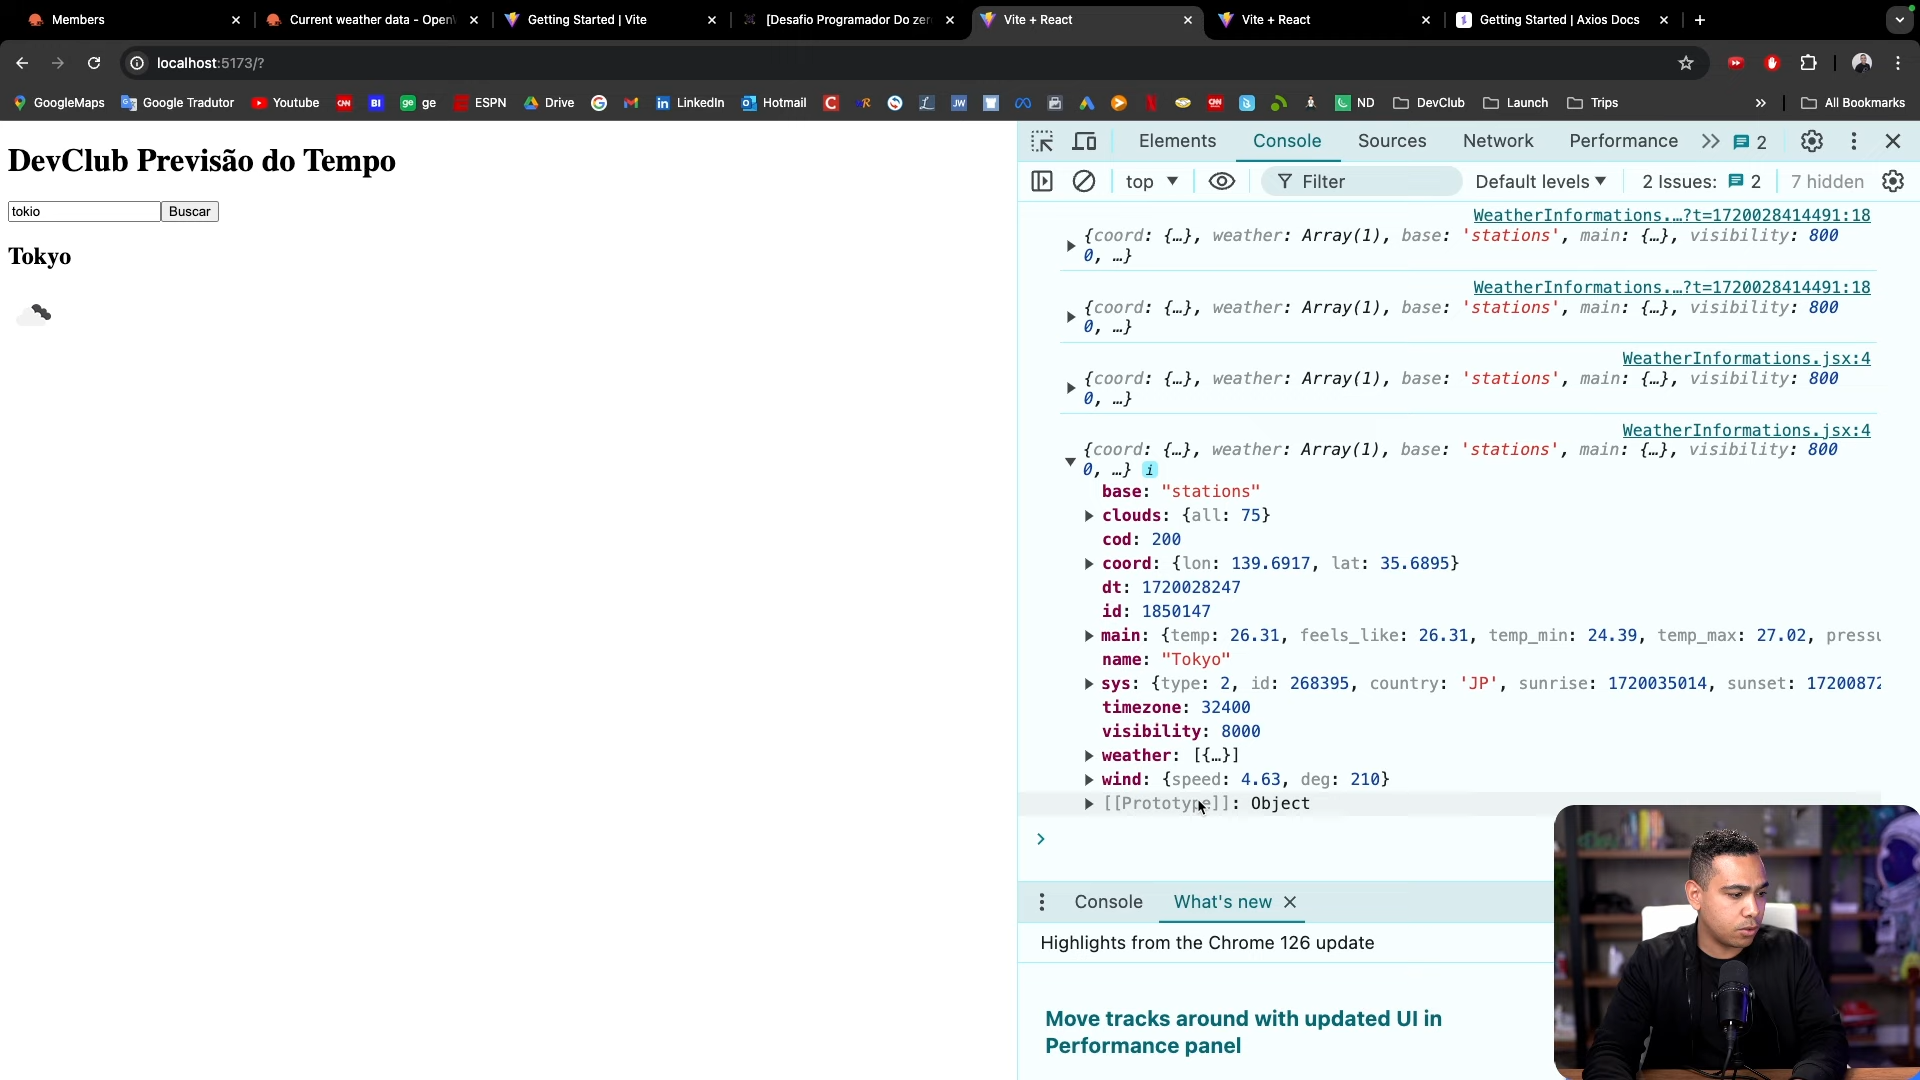 Members
Current weather data - Open
Getting Started | Vite
[Desafio Programador Do zer
Vite + React
Vite + React
Getting Started | Axios Docs
localhost:5173/?
GoogleMaps
Google Tradutor
Youtube
CNN
BI
ge ge
ESPN
Drive
LinkedIn
Hotmail
JW
CNN
ND
DevClub
Launch
Trips
»
All Bookmarks
DevClub Previsão do Tempo
tokio
Buscar
Tokyo
Elements
Console
Sources
Network
Performance
2
top
Filter
Default levels
2 Issues: 2
7 hidden
WeatherInformations.…?t=1720028414491:18
{coord: {…}, weather: Array(1), base: 'stations', main: {…}, visibility: 800
0, …}
WeatherInformations.…?t=1720028414491:18
{coord: {…}, weather: Array(1), base: 'stations', main: {…}, visibility: 800
0, …}
WeatherInformations.jsx:4
{coord: {…}, weather: Array(1), base: 'stations', main: {…}, visibility: 800
0, …}
WeatherInformations.jsx:4
{coord: {…}, weather: Array(1), base: 'stations', main: {…}, visibility: 800
0, …} i
base: "stations"
clouds: {all: 75}
cod: 200
coord: {lon: 139.6917, lat: 35.6895}
dt: 1720028247
id: 1850147
main: {temp: 26.31, feels_like: 26.31, temp_min: 24.39, temp_max: 27.02, pressu
name: "Tokyo"
sys: {type: 2, id: 268395, country: 'JP', sunrise: 1720035014, sunset: 17200872
timezone: 32400
visibility: 8000
weather: [{…}]
wind: {speed: 4.63, deg: 210}
[[Prototype]]: Object
Console
What's new
Highlights from the Chrome 126 update
Move tracks around with updated UI in
Performance panel